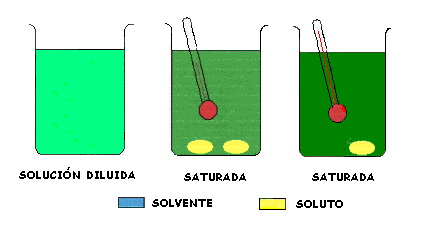 SOLUCIÓN DILUIDA
SATURADA
SATURADA
SOLVENTE
SOLUTO